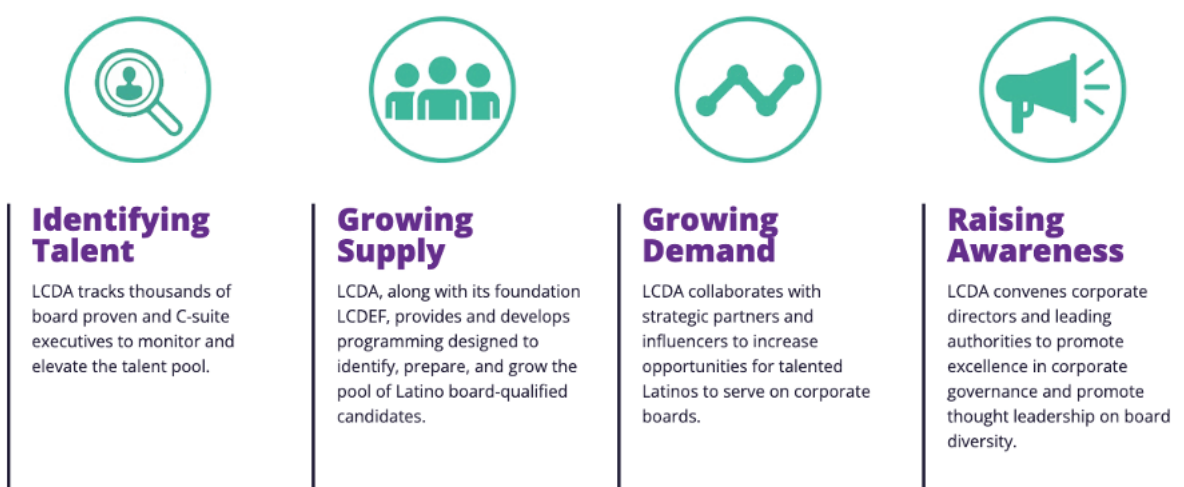 Identifying
Talent
LCDA tracks thousands of
board proven and C-suite
executives to monitor and
elevate the talent pool.
Growing
Supply
LCDA, along with its foundation
LCDEF, provides and develops
programming designed to
identify, prepare, and grow the
pool of Latino board-qualified
candidates.
Growing
Demand
LCDA collaborates with
strategic partners and
influencers to increase
opportunities for talented
Latinos to serve on corporate
boards.
Raising
Awareness
LCDA convenes corporate
directors and leading
authorities to promote
excellence in corporate
governance and promote
thought leadership on board
diversity.